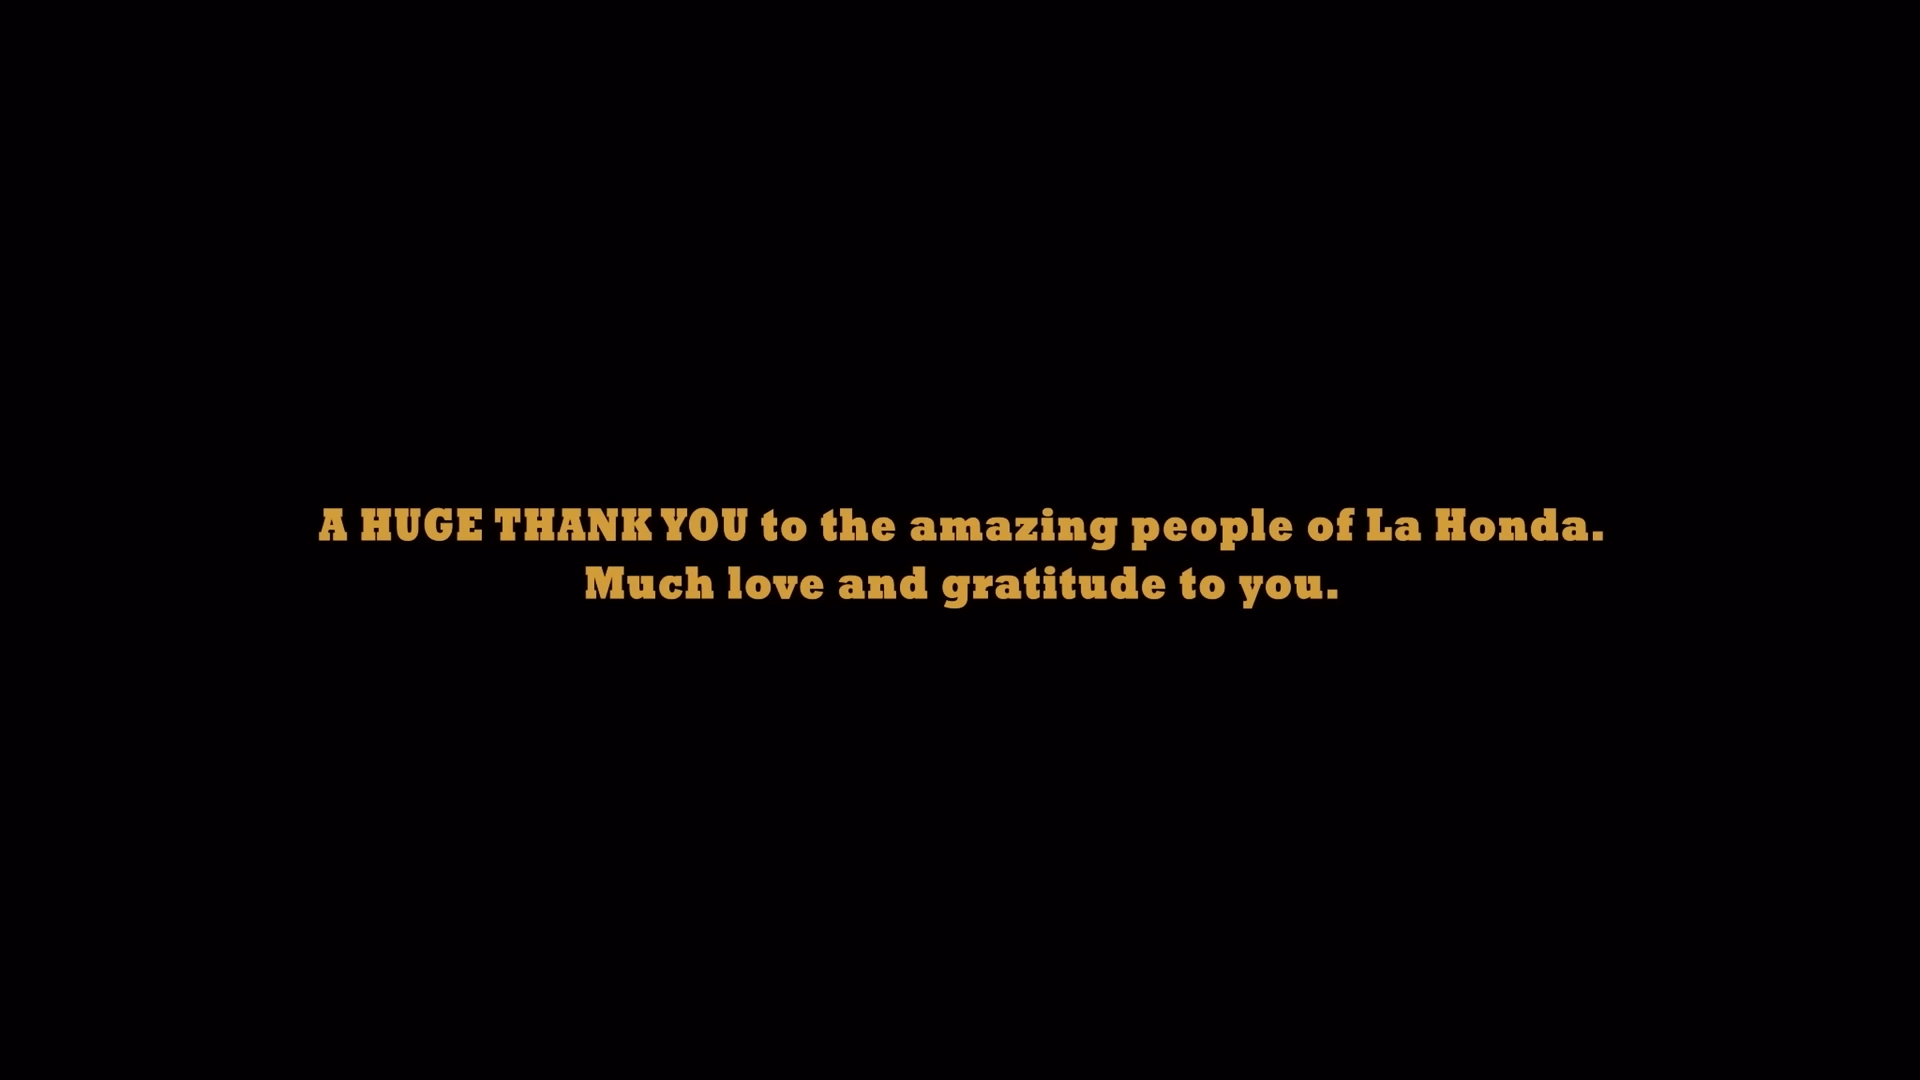 A HUGE THANK YOU to the amazing people of La Honda.
Much love and gratitude to you.